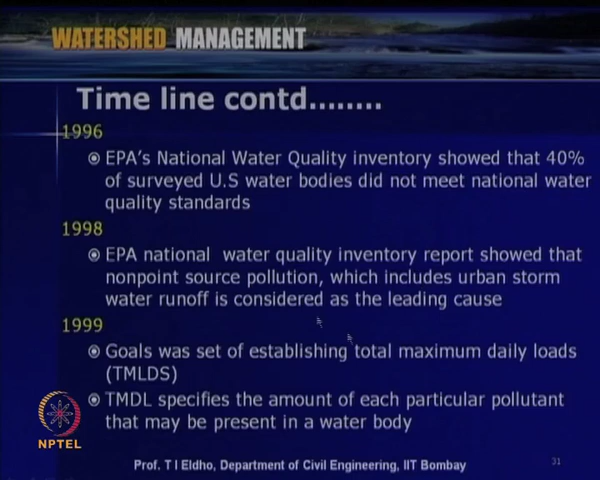 WATERSHED MANAGEMENT
Time line contd........
1996
EPA's National Water Quality inventory showed that 40%
of surveyed U.S water bodies did not meet national water
quality standards
1998
EPA national water quality inventory report showed that
nonpoint source pollution, which includes urban storm
water runoff is considered as the leading cause
1999
Goals was set of establishing total maximum daily loads
(TMLDS)
TMDL specifies the amount of each particular pollutant
that may be present in a water body
NPTEL
Prof. T I Eldho, Department of Civil Engineering, IIT Bombay
31